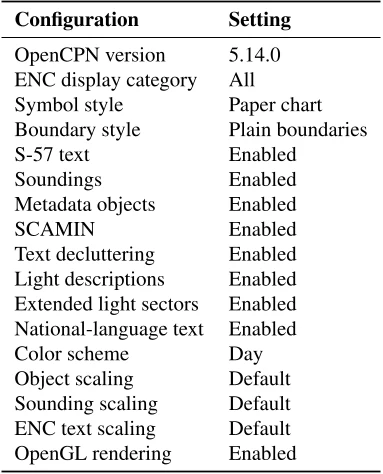 Configuration Setting
OpenCPN version 5.14.0
ENC display category All
Symbol style Paper chart
Boundary style Plain boundaries
S-57 text Enabled
Soundings Enabled
Metadata objects Enabled
SCAMIN Enabled
Text decluttering Enabled
Light descriptions Enabled
Extended light sectors Enabled
National-language text Enabled
Color scheme Day
Object scaling Default
Sounding scaling Default
ENC text scaling Default
OpenGL rendering Enabled